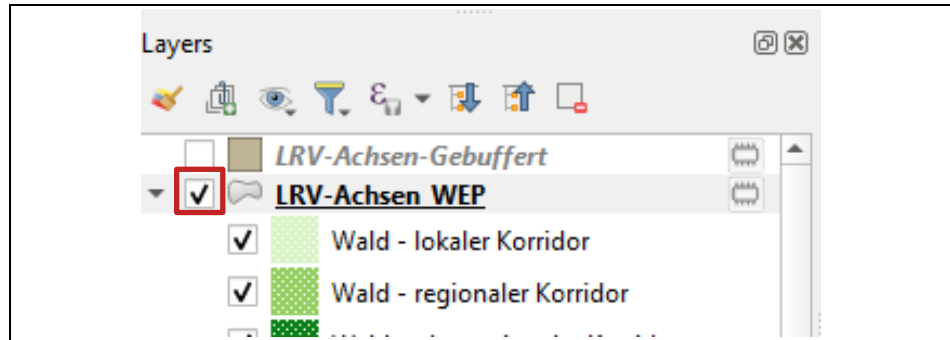 Layers
LRV-Achsen-Gebuffert
LRV-Achsen WEP
Wald - lokaler Korridor
Wald - regionaler Korridor